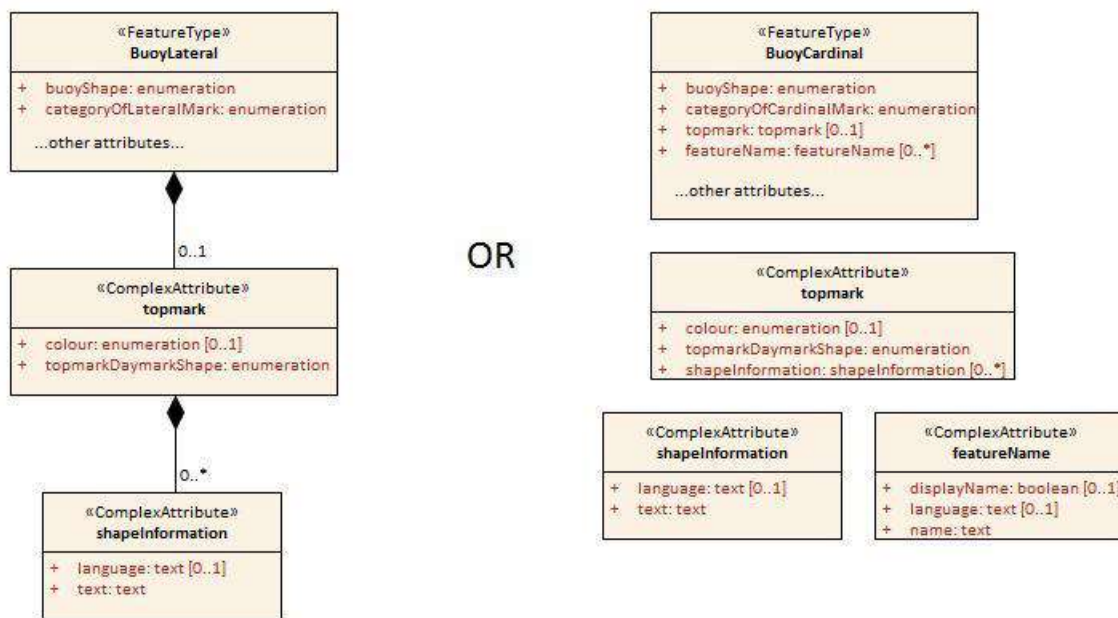 «FeatureType»
BuoyLateral
+ buoyShape: enumeration
+ categoryOfLateralMark: enumeration
...other attributes...
0..1
«ComplexAttribute»
topmark
+ colour: enumeration [0..1]
+ topmarkDaymarkShape: enumeration
0..*
«ComplexAttribute»
shapeInformation
+ language: text [0..1]
+ text: text
OR
«FeatureType»
BuoyCardinal
+ buoyShape: enumeration
+ categoryOfCardinalMark: enumeration
+ topmark: topmark [0..1]
+ featureName: featureName [0..*]
...other attributes...
«ComplexAttribute»
topmark
+ colour: enumeration [0..1]
+ topmarkDaymarkShape: enumeration
+ shapeInformation: shapeInformation [0..*]
«ComplexAttribute»
shapeInformation
+ language: text [0..1]
+ text: text
«ComplexAttribute»
featureName
+ displayName: boolean [0..1]
+ language: text [0..1]
+ name: text